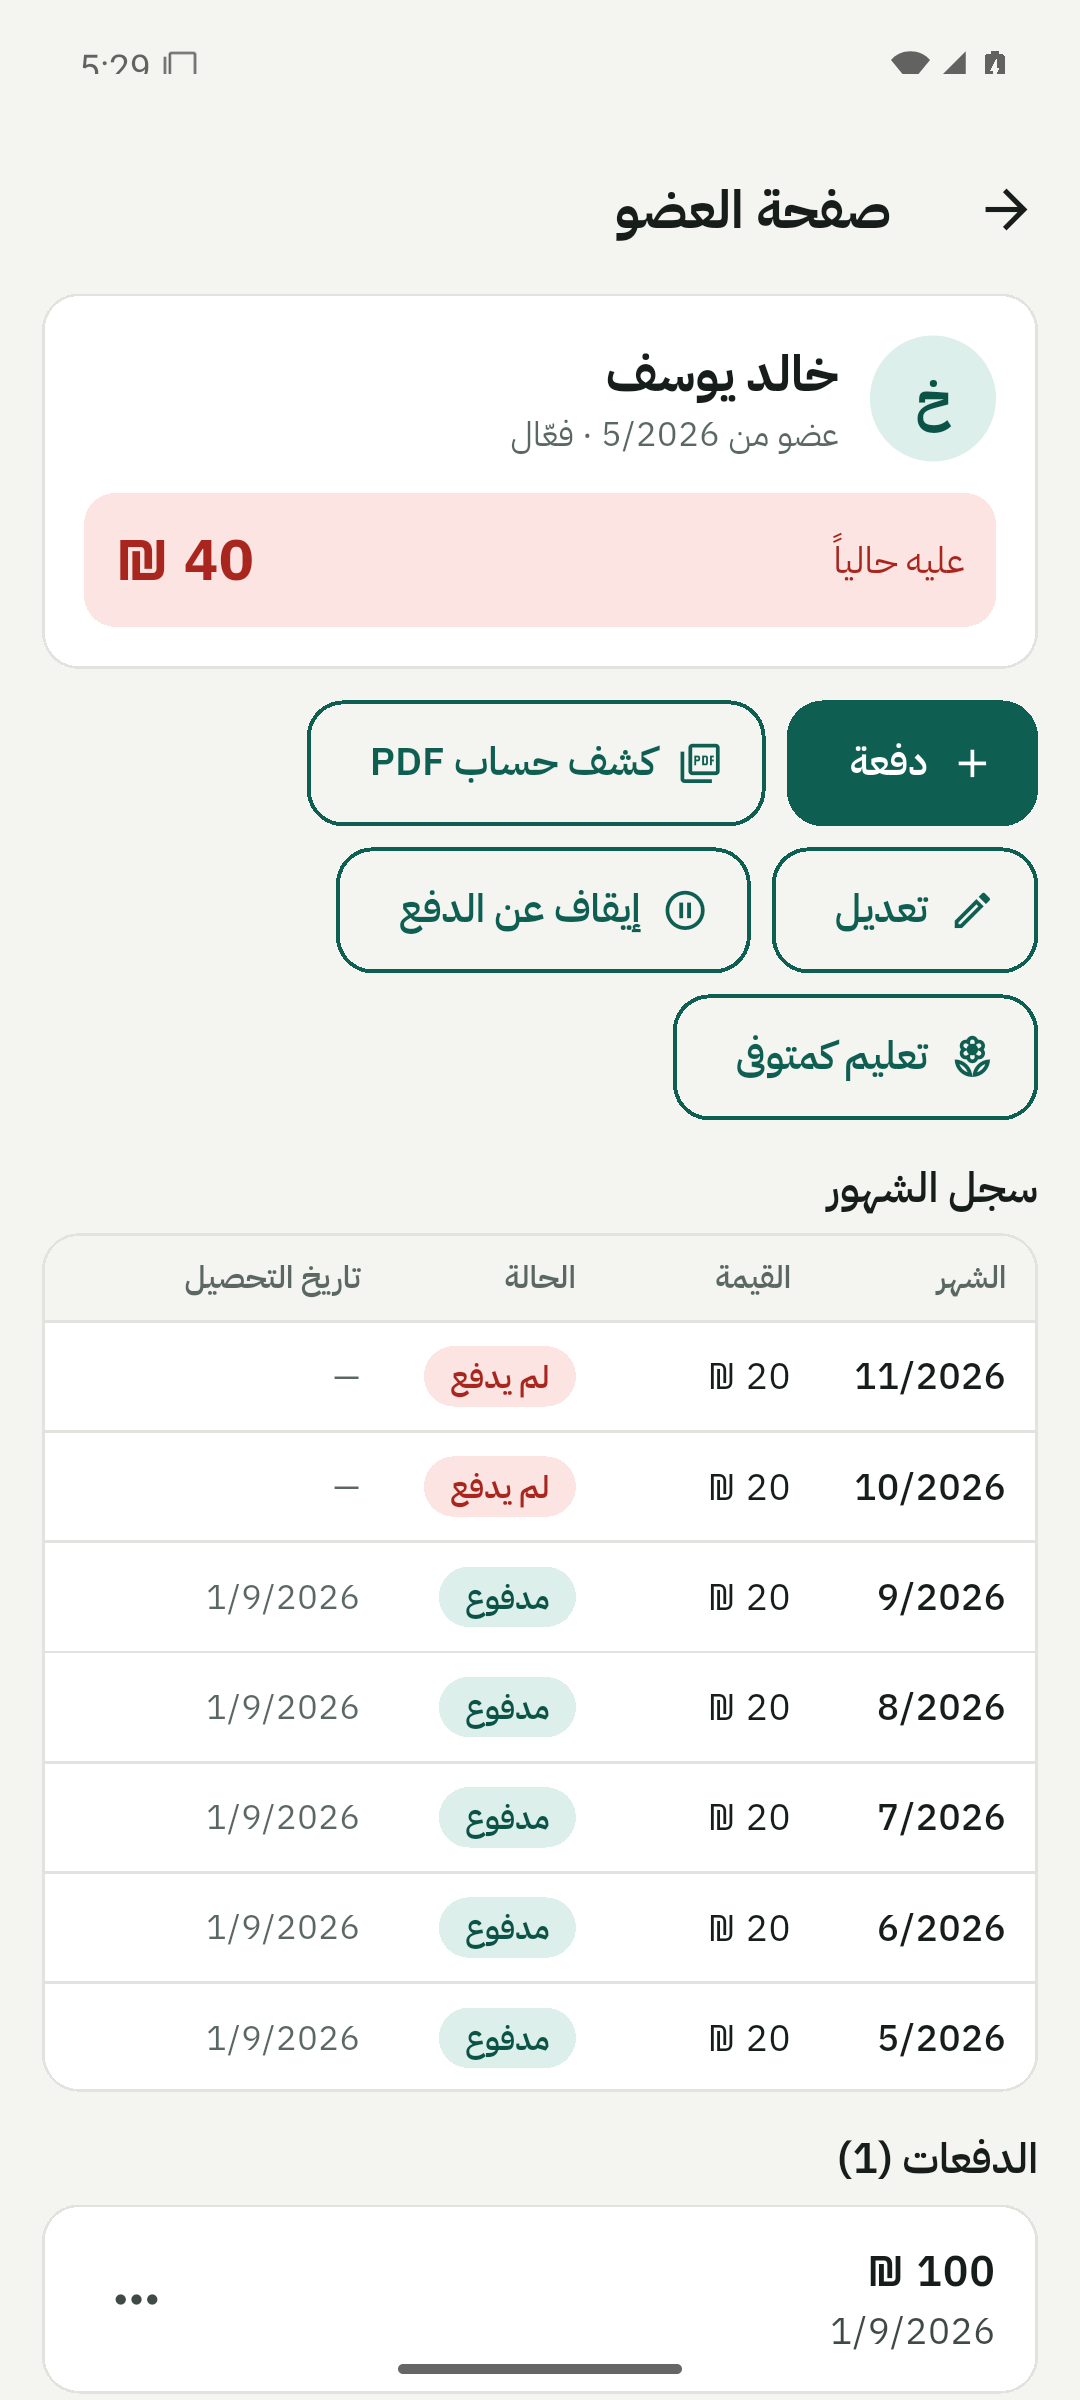 5:29
صفحة العضو
خ
خالد يوسف
عضو من 5/2026 · فعّال
عليه حالياً
40 ₪
دفعة
كشف حساب PDF
تعديل
إيقاف عن الدفع
تعليم كمتوفى
سجل الشهور
الشهر القيمة الحالة تاريخ التحصيل
11/2026 20 ₪ لم يدفع —
10/2026 20 ₪ لم يدفع —
9/2026 20 ₪ مدفوع 1/9/2026
8/2026 20 ₪ مدفوع 1/9/2026
7/2026 20 ₪ مدفوع 1/9/2026
6/2026 20 ₪ مدفوع 1/9/2026
5/2026 20 ₪ مدفوع 1/9/2026
الدفعات (1)
100 ₪
1/9/2026